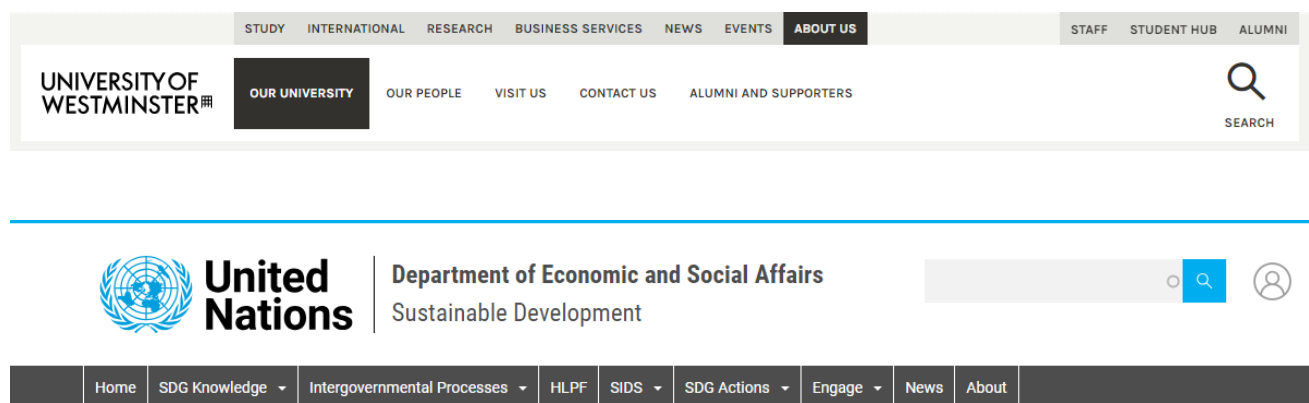 STUDY INTERNATIONAL RESEARCH BUSINESS SERVICES NEWS EVENTS ABOUT US STAFF STUDENT HUB ALUMNI
UNIVERSITY OF
WESTMINSTER
OUR UNIVERSITY OUR PEOPLE VISIT US CONTACT US ALUMNI AND SUPPORTERS
SEARCH
United
Nations
Department of Economic and Social Affairs
Sustainable Development
Home SDG Knowledge Intergovernmental Processes HLPF SIDS SDG Actions Engage News About